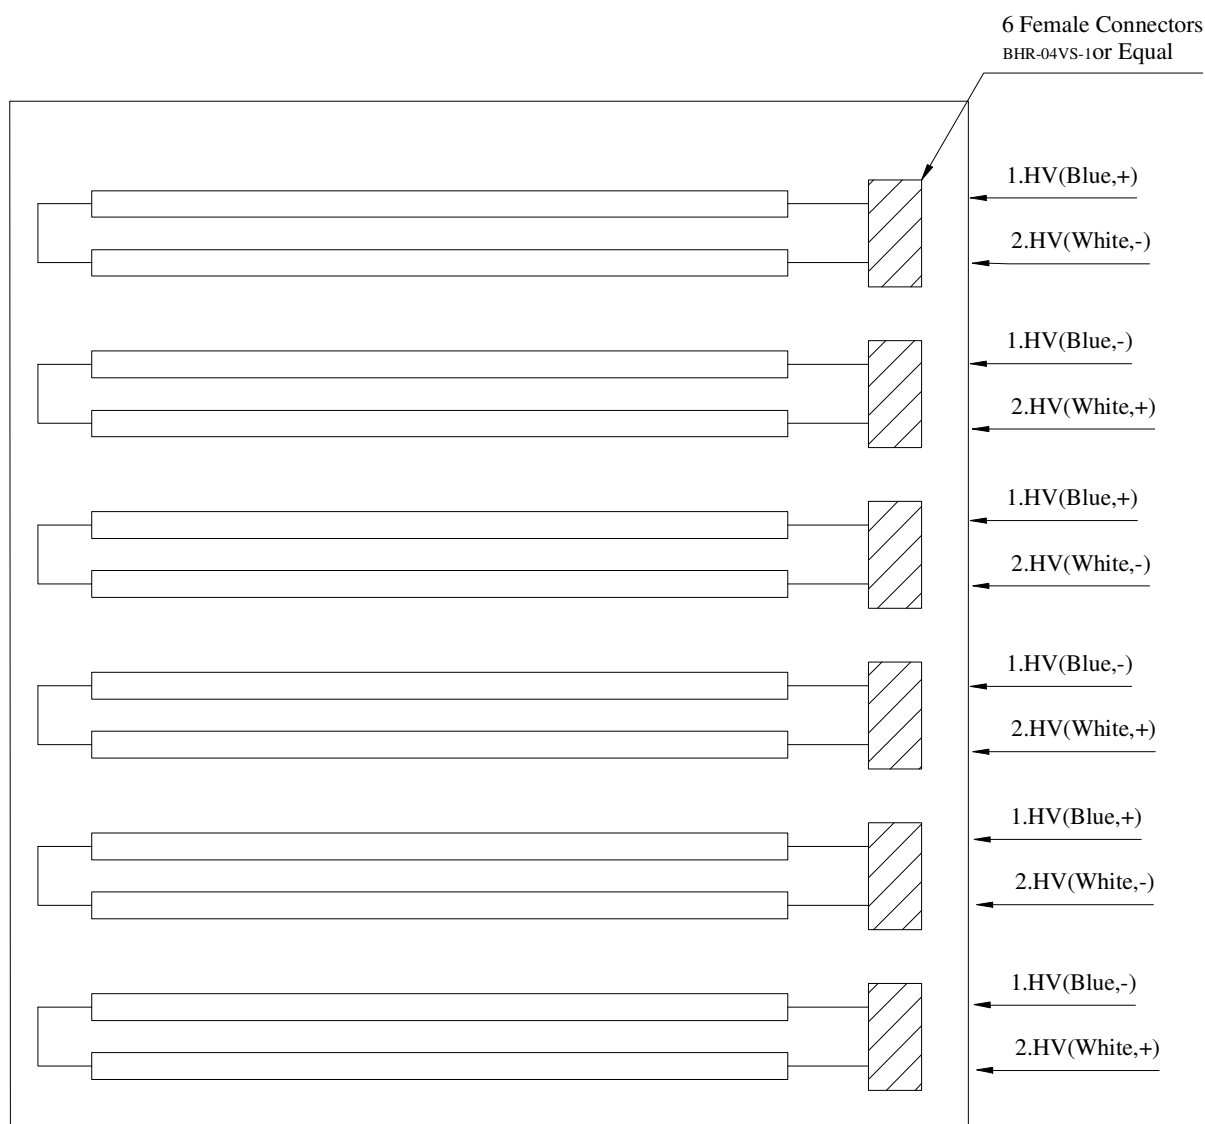 6 Female Connectors
BHR-04VS-1or Equal
1.HV(Blue,+)
2.HV(White,-)
1.HV(Blue,-)
2.HV(White,+)
1.HV(Blue,+)
2.HV(White,-)
1.HV(Blue,-)
2.HV(White,+)
1.HV(Blue,+)
2.HV(White,-)
1.HV(Blue,-)
2.HV(White,+)